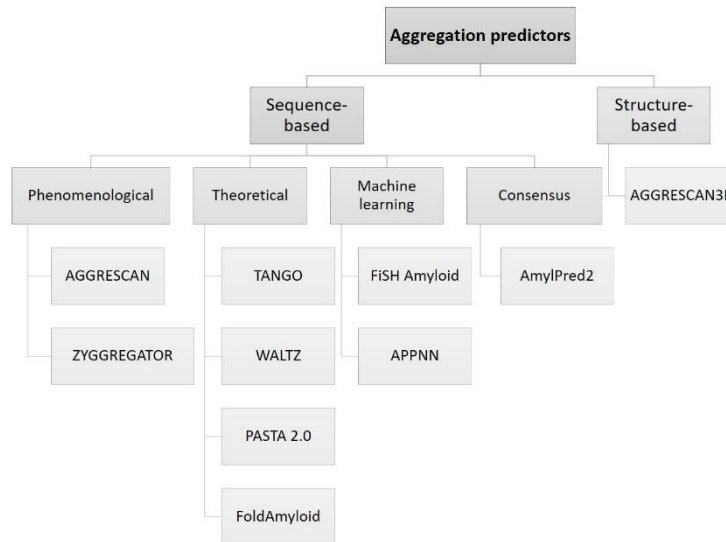 Aggregation predictors
Sequence-
based
Structure-
based
Phenomenological
Theoretical
Machine
learning
Consensus
AGGRESCAN3
AGGRESCAN
TANGO
FiSH Amyloid
AmylPred2
ZYGGREGATOR
WALTZ
APPNN
PASTA 2.0
FoldAmyloid